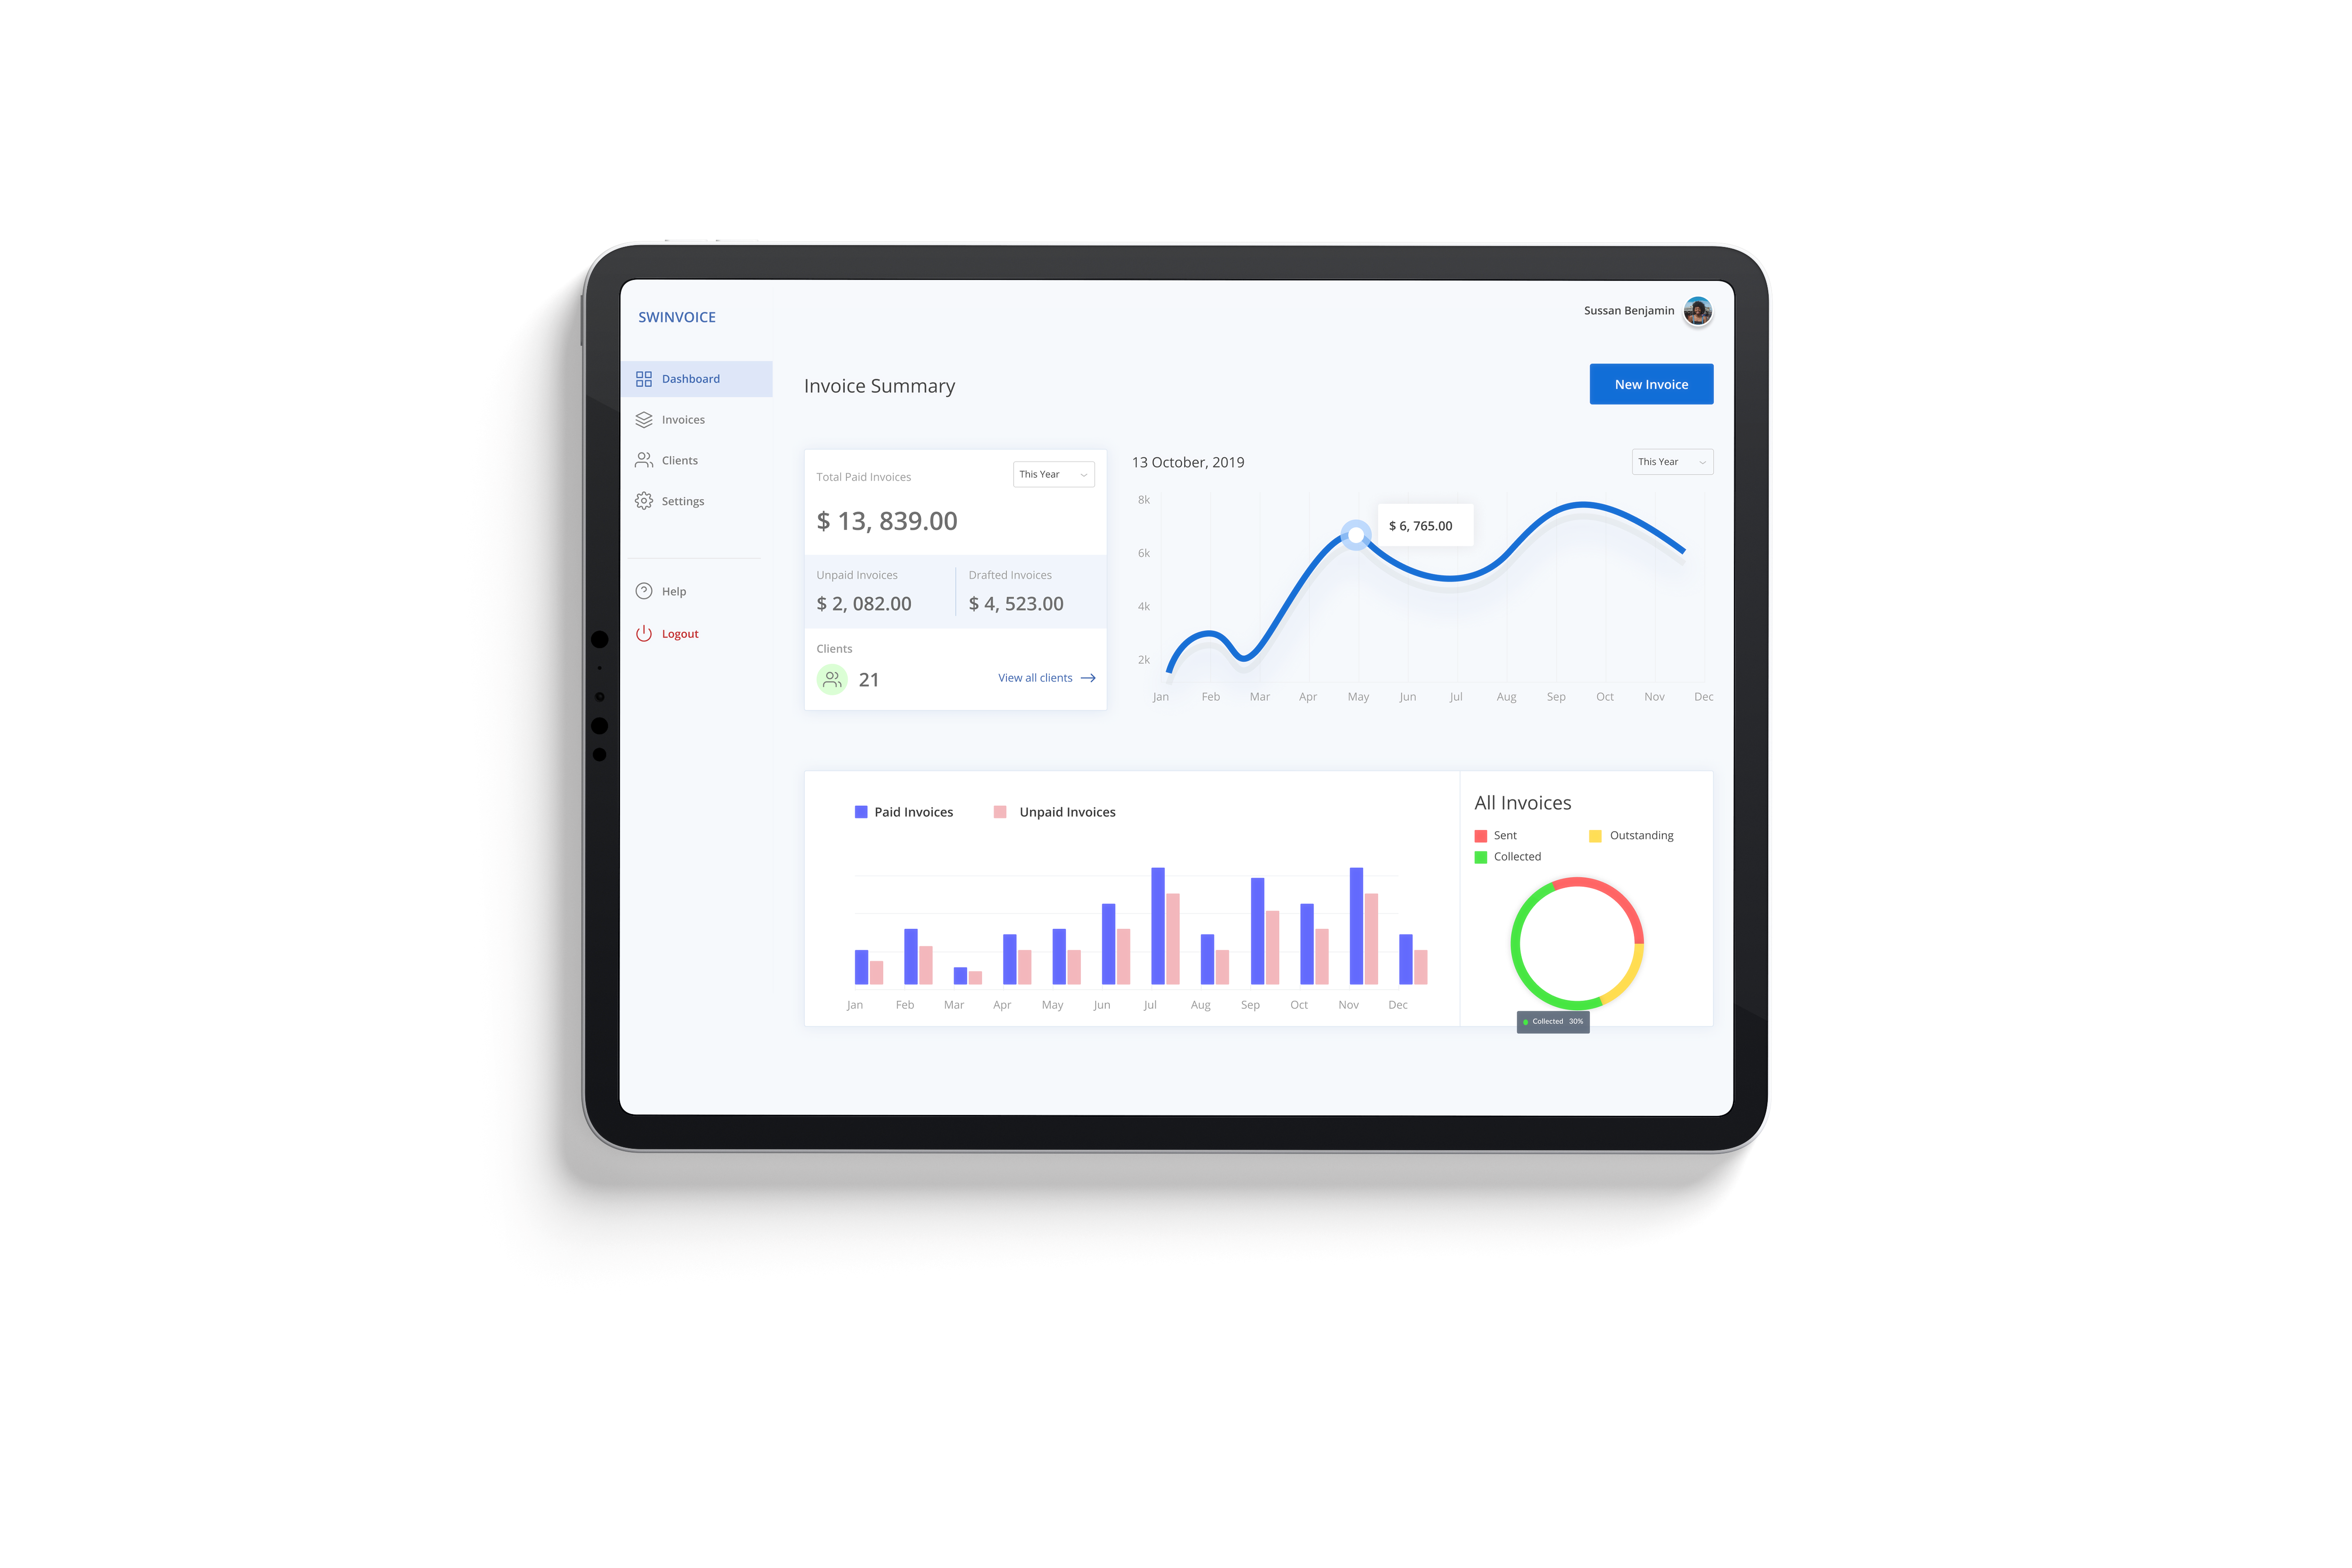 SWINVOICE
Sussan Benjamin
Dashboard
Invoices
Clients
Settings
Help
Logout
Invoice Summary
New Invoice
Total Paid Invoices
This Year
$ 13, 839.00
Unpaid Invoices
$ 2, 082.00
Drafted Invoices
$ 4, 523.00
Clients
21
View all clients
13 October, 2019
This Year
8k
6k
4k
2k
$ 6, 765.00
Jan Feb Mar Apr May Jun Jul Aug Sep Oct Nov Dec
Paid Invoices
Unpaid Invoices
Jan Feb Mar Apr May Jun Jul Aug Sep Oct Nov Dec
All Invoices
Sent
Outstanding
Collected
Collected 30%